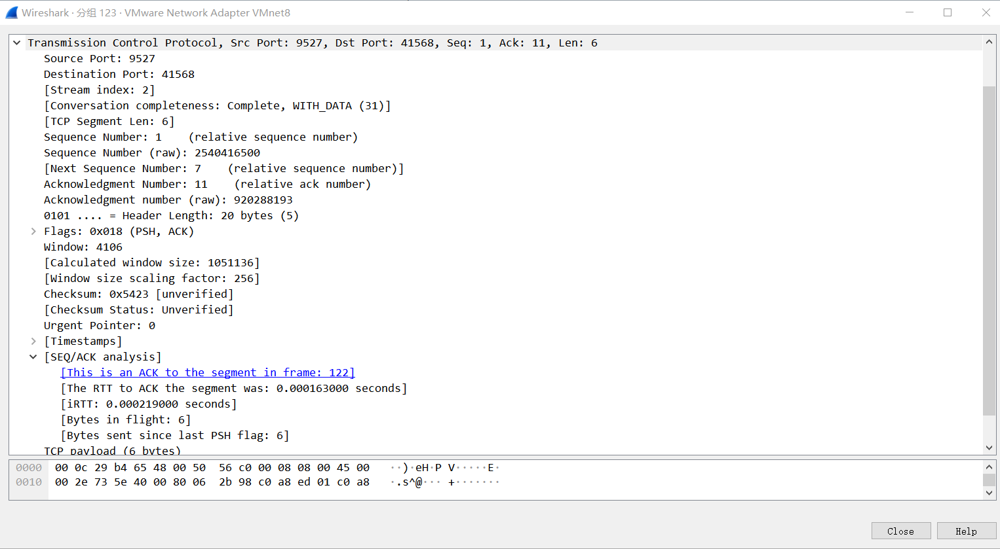 Wireshark · 分组 123 · VMware Network Adapter VMnet8
Transmission Control Protocol, Src Port: 9527, Dst Port: 41568, Seq: 1, Ack: 11, Len: 6
Source Port: 9527
Destination Port: 41568
[Stream index: 2]
[Conversation completeness: Complete, WITH_DATA (31)]
[TCP Segment Len: 6]
Sequence Number: 1    (relative sequence number)
Sequence Number (raw): 2540416500
[Next Sequence Number: 7    (relative sequence number)]
Acknowledgment Number: 11    (relative ack number)
Acknowledgment number (raw): 920288193
0101 .... = Header Length: 20 bytes (5)
Flags: 0x018 (PSH, ACK)
Window: 4106
[Calculated window size: 1051136]
[Window size scaling factor: 256]
Checksum: 0x5423 [unverified]
[Checksum Status: Unverified]
Urgent Pointer: 0
[Timestamps]
[SEQ/ACK analysis]
[This is an ACK to the segment in frame: 122]
[The RTT to ACK the segment was: 0.000163000 seconds]
[iRTT: 0.000219000 seconds]
[Bytes in flight: 6]
[Bytes sent since last PSH flag: 6]
TCP payload (6 bytes)
0000 00 0c 29 b4 65 48 00 50  56 c0 00 08 08 00 45 00   ··)·eH·P V·····E·
0010 00 2e 73 5e 40 00 80 06  2b 98 c0 a8 ed 01 c0 a8   ·.s^@··· +·······
Close Help